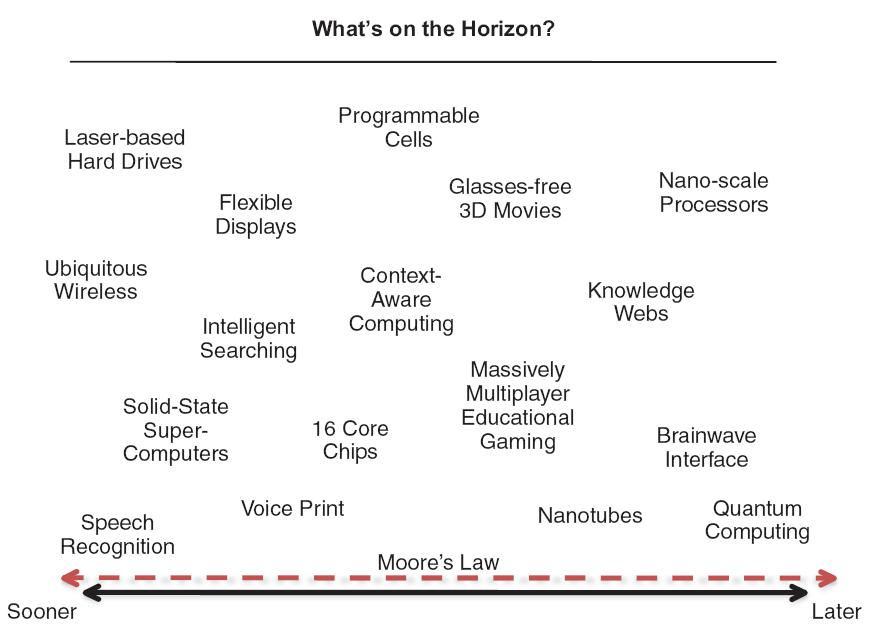 What's on the Horizon?
Programmable
Cells
Laser-based
Hard Drives
Glasses-free
3D Movies
Nano-scale
Processors
Flexible
Displays
Ubiquitous
Wireless
Context-
Aware
Computing
Knowledge
Webs
Intelligent
Searching
Massively
Multiplayer
Educational
Gaming
Solid-State
Super-
Computers
16 Core
Chips
Brainwave
Interface
Voice Print
Nanotubes
Quantum
Computing
Speech
Recognition
Moore's Law
Sooner
Later